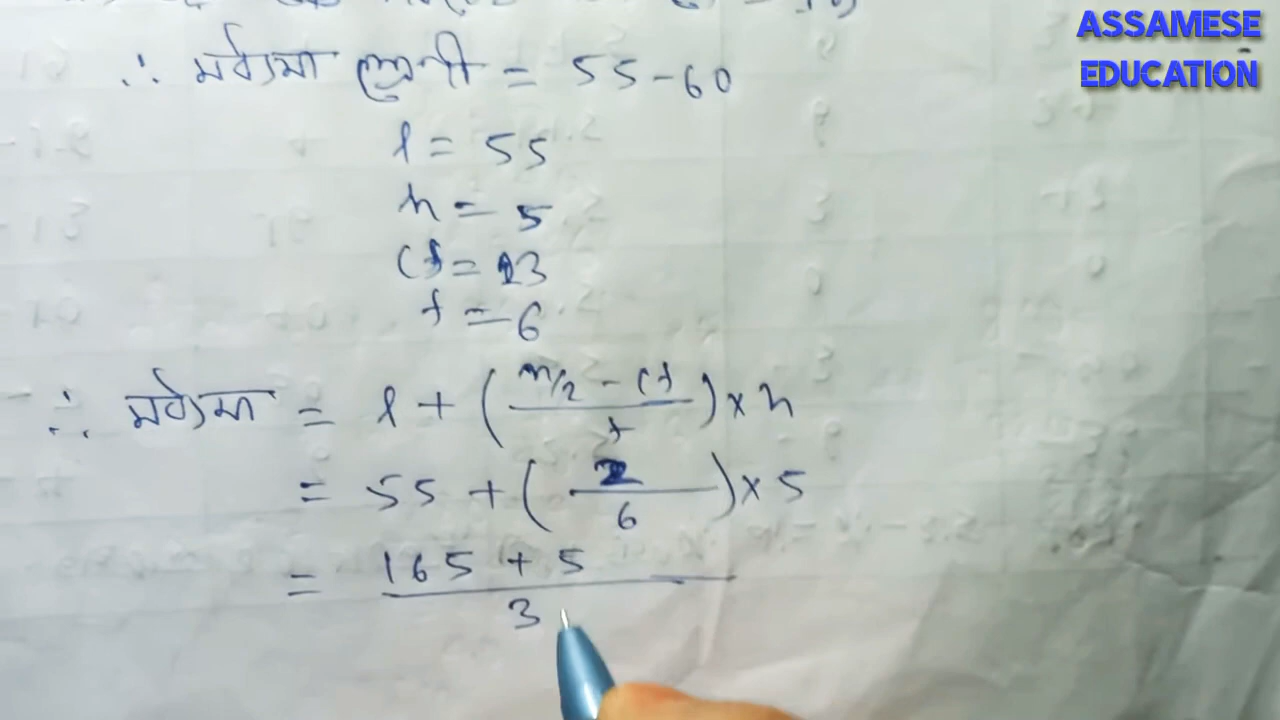 ASSAMESE
EDUCATION
∴ মধ্যমা শ্ৰেণী = 55-60
l = 55
h = 5
cf = 13
f = 6
∴ মধ্যমা = l + ( n/2 - cf / f ) × h
= 55 + ( 2 / 6 ) × 5
= 165 + 5 / 3